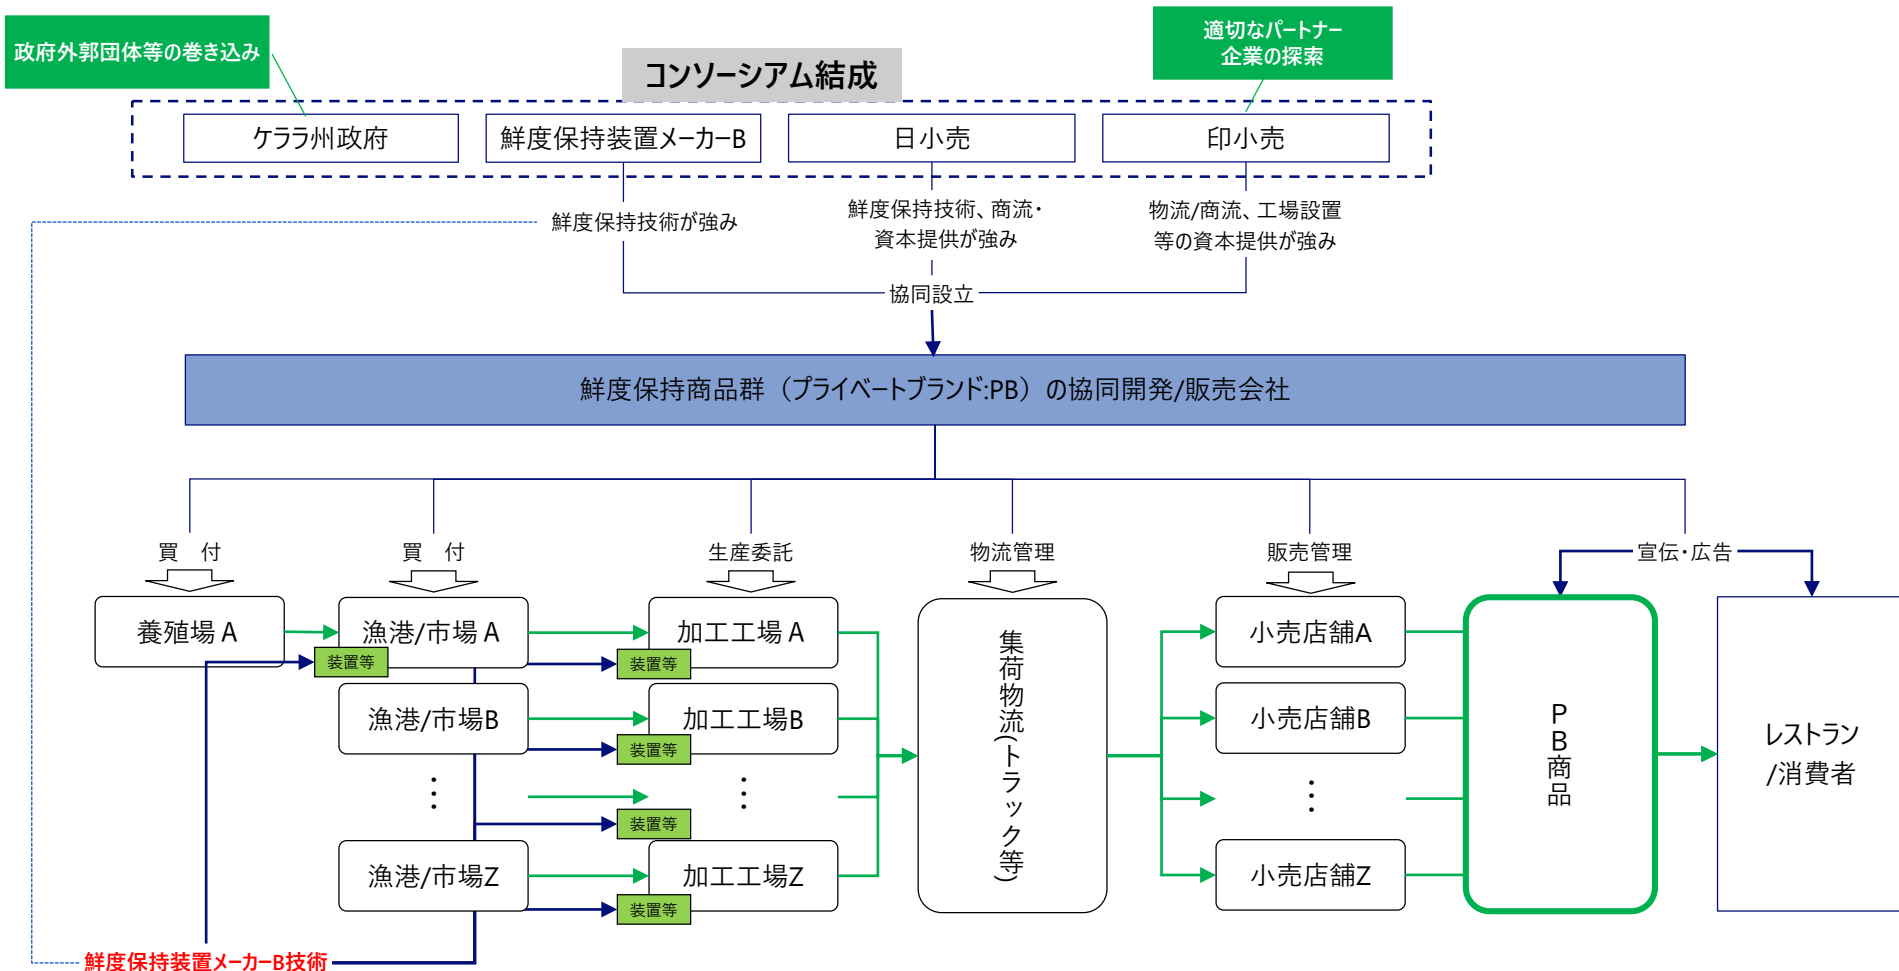 政府外郭団体等の巻き込み
適切なパートナー
企業の探索
コンソーシアム結成
ケララ州政府
鮮度保持装置メーカーB
日小売
印小売
鮮度保持技術が強み
鮮度保持技術、商流・
資本提供が強み
物流/商流、工場設置
等の資本提供が強み
協同設立
鮮度保持商品群（プライベートブランド:PB）の協同開発/販売会社
買　付
買　付
生産委託
物流管理
販売管理
宣伝・広告
養殖場 A
漁港/市場 A
装置等
加工工場 A
装置等
漁港/市場B
加工工場B
装置等
⋮
⋮
装置等
漁港/市場Z
加工工場Z
装置等
集荷物流(トラック等)
小売店舗A
小売店舗B
⋮
小売店舗Z
PB商品
レストラン
/消費者
鮮度保持装置メーカーB技術